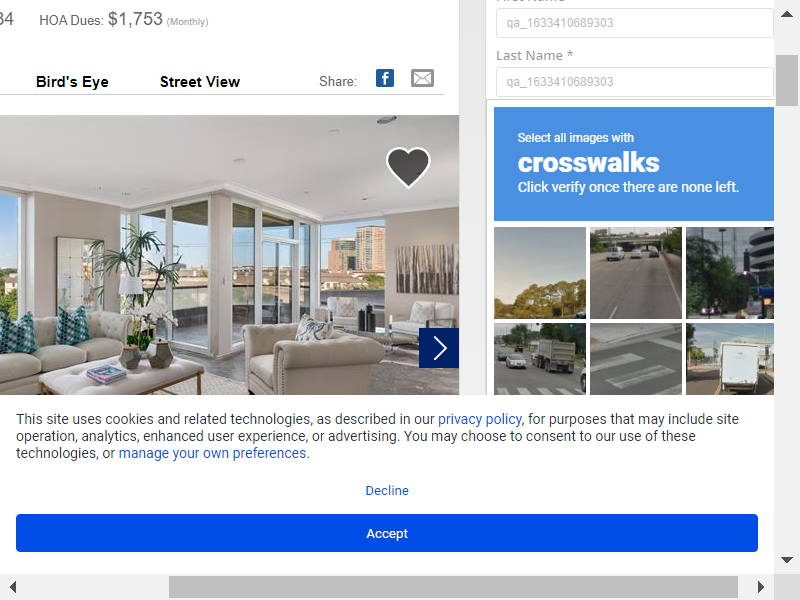 HOA Dues: $1,753 (Monthly)
Bird's Eye
Street View
Share:
qa_1633410689303
Last Name *
qa_1633410689303
Select all images with
crosswalks
Click verify once there are none left.
This site uses cookies and related technologies, as described in our privacy policy, for purposes that may include site
operation, analytics, enhanced user experience, or advertising. You may choose to consent to our use of these
technologies, or manage your own preferences.
Decline
Accept